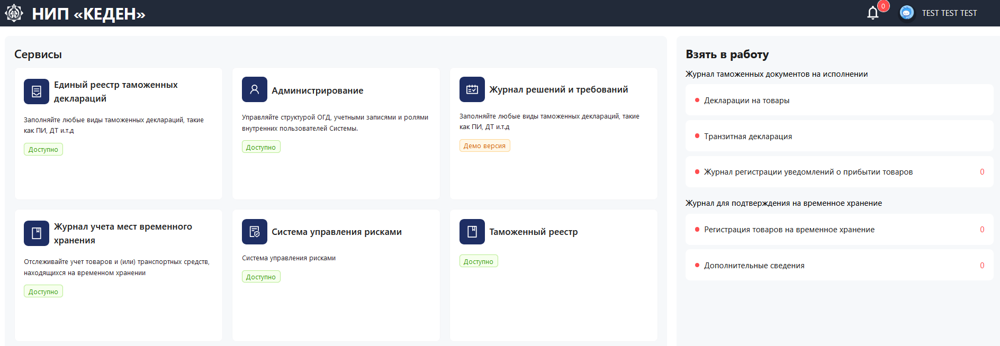 НИП «КЕДЕН»
0
TEST TEST TEST
Сервисы
Единый реестр таможенных
деклараций
Заполняйте любые виды таможенных деклараций, такие
как ПИ, ДТ и.т.д
Доступно
Администрирование
Управляйте структурой ОГД, учетными записями и ролями
внутренних пользователей Системы.
Доступно
Журнал решений и требований
Заполняйте любые виды таможенных деклараций, такие
как ПИ, ДТ и.т.д
Демо версия
Журнал учета мест временного
хранения
Отслеживайте учет товаров и (или) транспортных средств,
находящихся на временном хранении
Доступно
Система управления рисками
Система управления рисками
Доступно
Таможенный реестр
Доступно
Взять в работу
Журнал таможенных документов на исполнении
Декларации на товары
Транзитная декларация
Журнал регистрации уведомлений о прибытии товаров 0
Журнал для подтверждения на временное хранение
Регистрация товаров на временное хранение 0
Дополнительные сведения 0